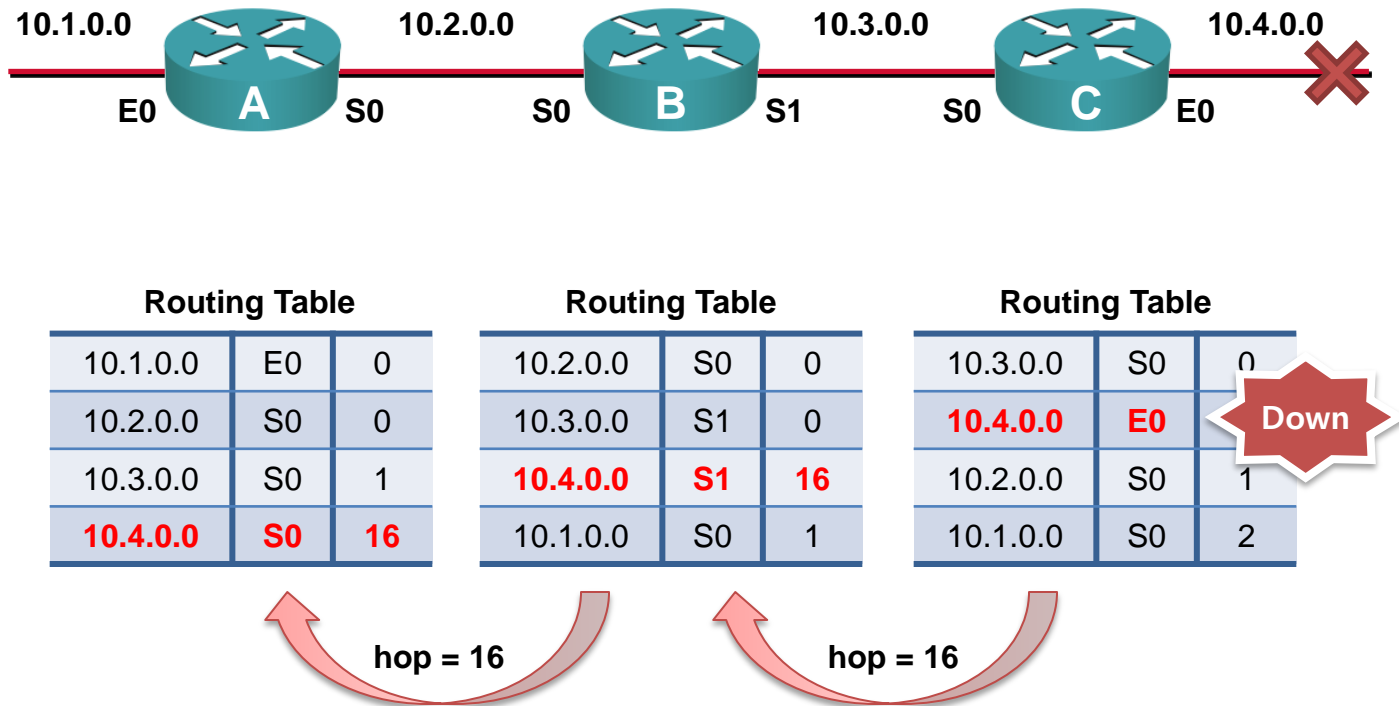 10.1.0.0 10.2.0.0 10.3.0.0 10.4.0.0
A B C
E0 S0 S0 S1 S0 E0
Routing Table
10.1.0.0 E0 0
10.2.0.0 S0 0
10.3.0.0 S0 1
10.4.0.0 S0 16
Routing Table
10.2.0.0 S0 0
10.3.0.0 S1 0
10.4.0.0 S1 16
10.1.0.0 S0 1
Routing Table
10.3.0.0 S0 0
10.4.0.0 E0 Down
10.2.0.0 S0 1
10.1.0.0 S0 2
hop = 16
hop = 16